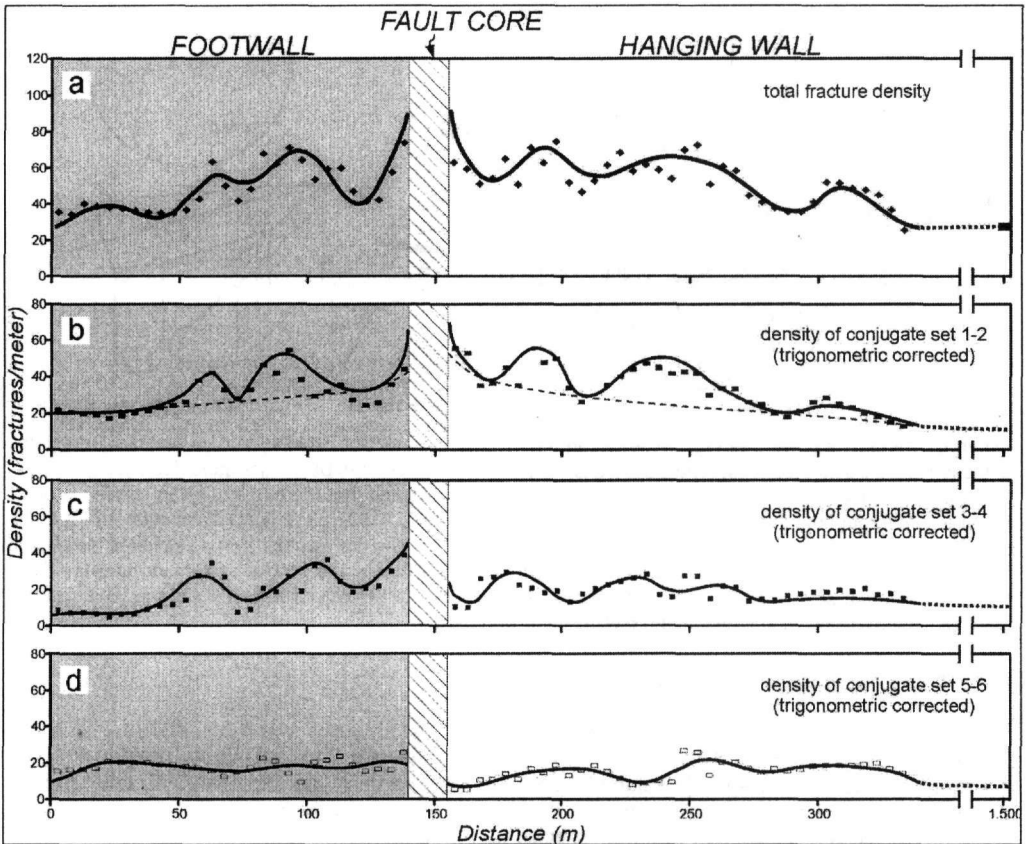 FAULT CORE
FOOTWALL
HANGING WALL
Density (fractures/meter)
a
total fracture density
120
100
80
60
40
20
0
b
density of conjugate set 1-2
(trigonometric corrected)
80
60
40
20
0
c
density of conjugate set 3-4
(trigonometric corrected)
80
60
40
20
0
d
density of conjugate set 5-6
(trigonometric corrected)
80
60
40
20
0
0 50 100 150 200 250 300 1.500
Distance (m)